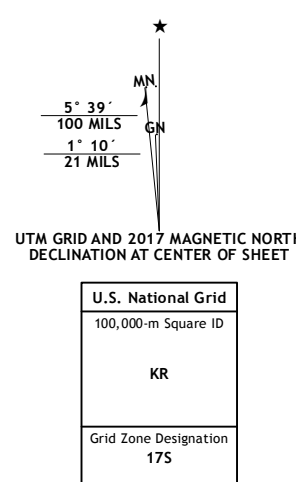 MN.
5° 39´
100 MILS
GN
1° 10´
21 MILS
UTM GRID AND 2017 MAGNETIC NORTH
DECLINATION AT CENTER OF SHEET
U.S. National Grid
100,000-m Square ID
KR
Grid Zone Designation
17S